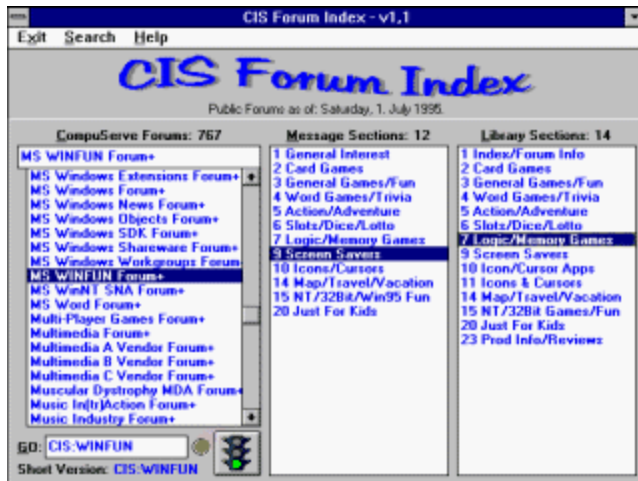 CIS Forum Index - v1,1
Exit Search Help
CIS Forum Index
Public Forums as of: Saturday, 1. July 1995.
CompuServe Forums: 767
MS WINFUN Forum+
MS Windows Extensions Forum+
MS Windows Forum+
MS Windows News Forum+
MS Windows Objects Forum+
MS Windows SDK Forum+
MS Windows Shareware Forum+
MS Windows Workgroups Forum
MS WINFUN Forum+
MS WinNT SNA Forum+
MS Word Forum+
Multi-Player Games Forum+
Multimedia Forum+
Multimedia A Vendor Forum+
Multimedia B Vendor Forum+
Multimedia C Vendor Forum+
Muscular Dystrophy MDA Forum+
Music In(tr)Action Forum+
Music Industry Forum+
GO: CIS:WINFUN
Short Version: CIS:WINFUN
Message Sections: 12
1 General Interest
2 Card Games
3 General Games/Fun
4 Word Games/Trivia
5 Action/Adventure
6 Slots/Dice/Lotto
7 Logic/Memory Games
9 Screen Savers
10 Icons/Cursors
14 Map/Travel/Vacation
15 NT/32Bit/Win95 Fun
20 Just For Kids
Library Sections: 14
1 Index/Forum Info
2 Card Games
3 General Games/Fun
4 Word Games/Trivia
5 Action/Adventure
6 Slots/Dice/Lotto
7 Logic/Memory Games
9 Screen Savers
10 Icon/Cursor Apps
11 Icons & Cursors
14 Map/Travel/Vacation
15 NT/32Bit Games/Fun
20 Just For Kids
23 Prod Info/Reviews